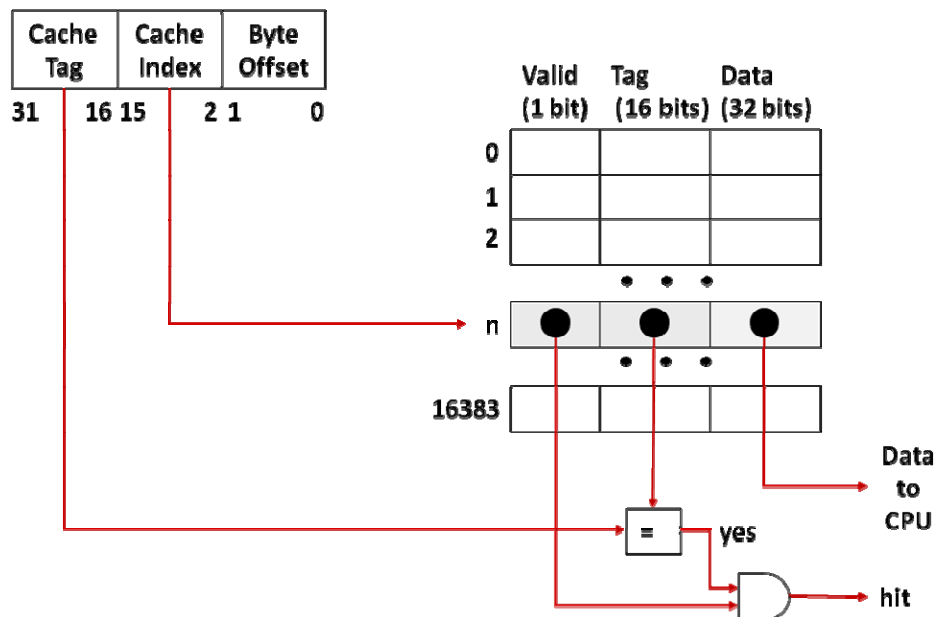 Cache Tag
Cache Index
Byte Offset
31 16 15 2 1 0
Valid (1 bit)
Tag (16 bits)
Data (32 bits)
0
1
2
n
16383
Data to CPU
=
yes
hit